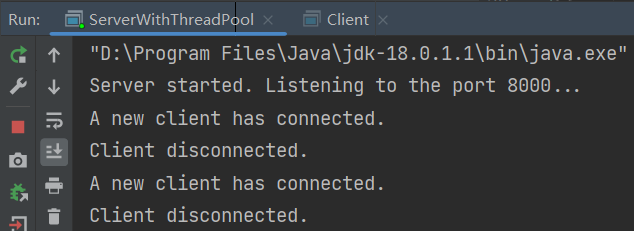 Run: ServerWithThreadPool × Client ×
"D:\Program Files\Java\jdk-18.0.1.1\bin\java.exe"
Server started. Listening to the port 8000...
A new client has connected.
Client disconnected.
A new client has connected.
Client disconnected.